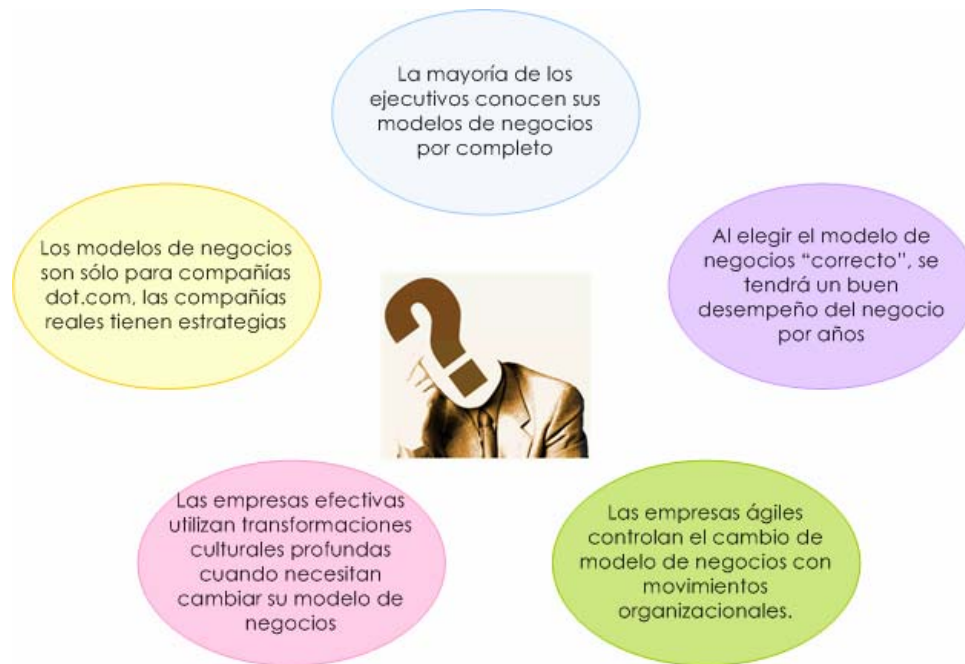 La mayoría de los
ejecutivos conocen sus
modelos de negocios
por completo
Los modelos de negocios
son sólo para compañías
dot.com, las compañías
reales tienen estrategias
Al elegir el modelo de
negocios “correcto”, se
tendrá un buen
desempeño del negocio
por años
?
Las empresas efectivas
utilizan transformaciones
culturales profundas
cuando necesitan
cambiar su modelo de
negocios
Las empresas ágiles
controlan el cambio de
modelo de negocios con
movimientos
organizacionales.